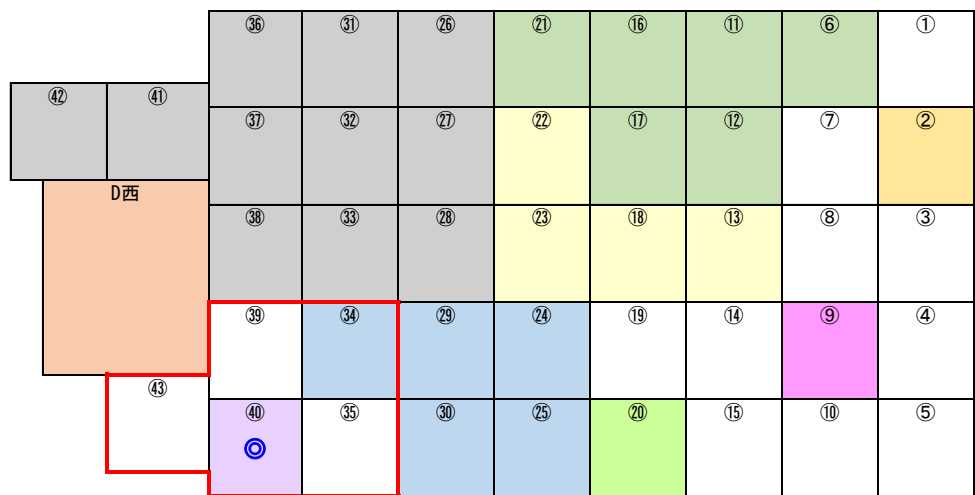 ㊱ ㉛ ㉖ ㉑ ⑯ ⑪ ⑥ ①
㊷ ㊶
㊲ ㉜ ㉗ ㉒ ⑰ ⑫ ⑦ ②
D西
㊳ ㉝ ㉘ ㉓ ⑱ ⑬ ⑧ ③
㊴ ㉞ ㉙ ㉔ ⑲ ⑭ ⑨ ④
㊸
㊵ ㉟ ㉚ ㉕ ⑳ ⑮ ⑩ ⑤
◎